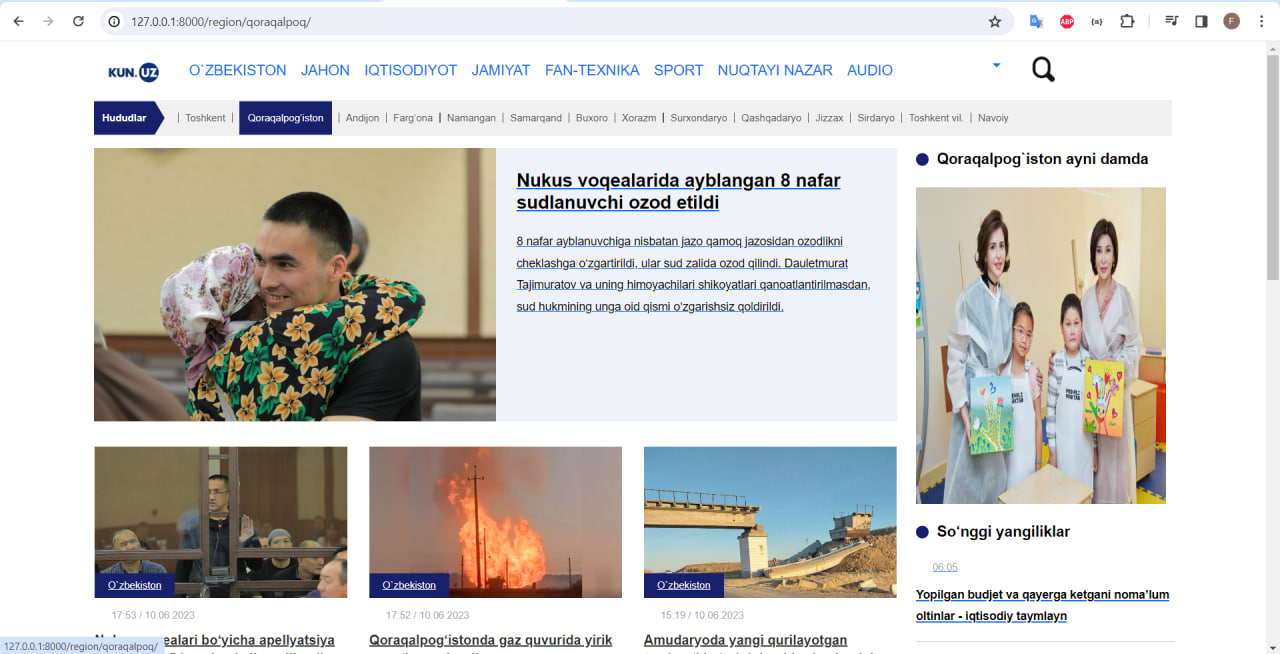 127.0.0.1:8000/region/qoraqalpoq/
ABP
F
KUN.UZ
O`ZBEKISTON JAHON IQTISODIYOT JAMIYAT FAN-TEXNIKA SPORT NUQTAYI NAZAR AUDIO
Hududlar | Toshkent | Qoraqalpog'iston | Andijon | Farg'ona | Namangan | Samarqand | Buxoro | Xorazm | Surxondaryo | Qashqadaryo | Jizzax | Sirdaryo | Toshkent vil. | Navoiy
Nukus voqealarida ayblangan 8 nafar
sudlanuvchi ozod etildi
8 nafar ayblanuvchiga nisbatan jazo qamoq jazosidan ozodlikni
cheklashga o'zgartirildi, ular sud zalida ozod qilindi. Dauletmurat
Tajimuratov va uning himoyachilari shikoyatlari qanoatlantirilmasdan,
sud hukmining unga oid qismi o'zgarishsiz qoldirildi.
Qoraqalpog`iston ayni damda
So'nggi yangiliklar
06:05
Yopilgan budjet va qayerga ketgani noma'lum
oltinlar - iqtisodiy taymlayn
O`zbekiston
17:53 / 10.06.2023
ealari bo'yicha apellyatsiya
O`zbekiston
17:52 / 10.06.2023
Qoraqalpog'istonda gaz quvurida yirik
O`zbekiston
15:19 / 10.06.2023
Amudaryoda yangi qurilayotgan
127.0.0.1:8000/region/qoraqalpoq/